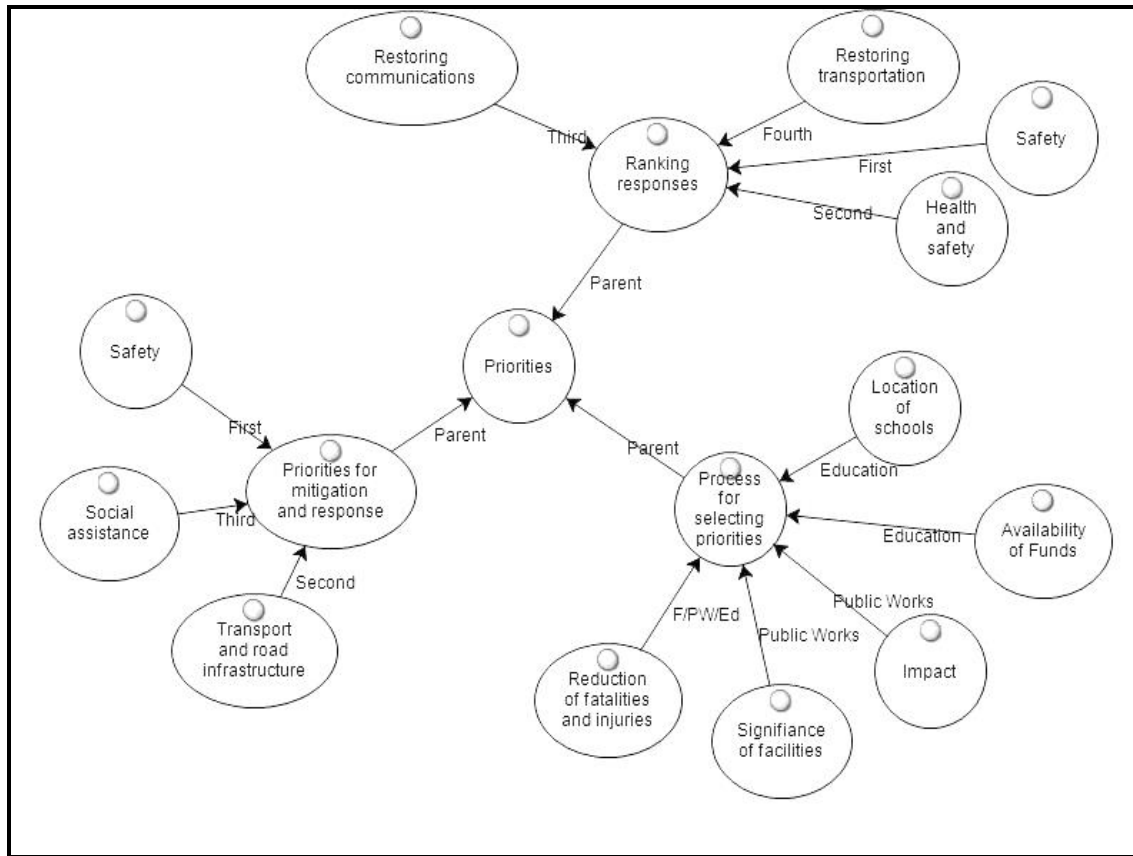 Restoring
communications
Restoring
transportation
Third
Fourth
Safety
Ranking
responses
First
Second
Health
and
safety
Parent
Safety
Priorities
Location
of
schools
First
Parent
Parent
Education
Priorities for
mitigation
and response
Process
for
selecting
priorities
Social
assistance
Third
Education
Availability
of Funds
Second
Transport
and road
infrastructure
F/PW/Ed
Public Works
Public Works
Impact
Reduction
of fatalities
and injuries
Signifiance
of facilities